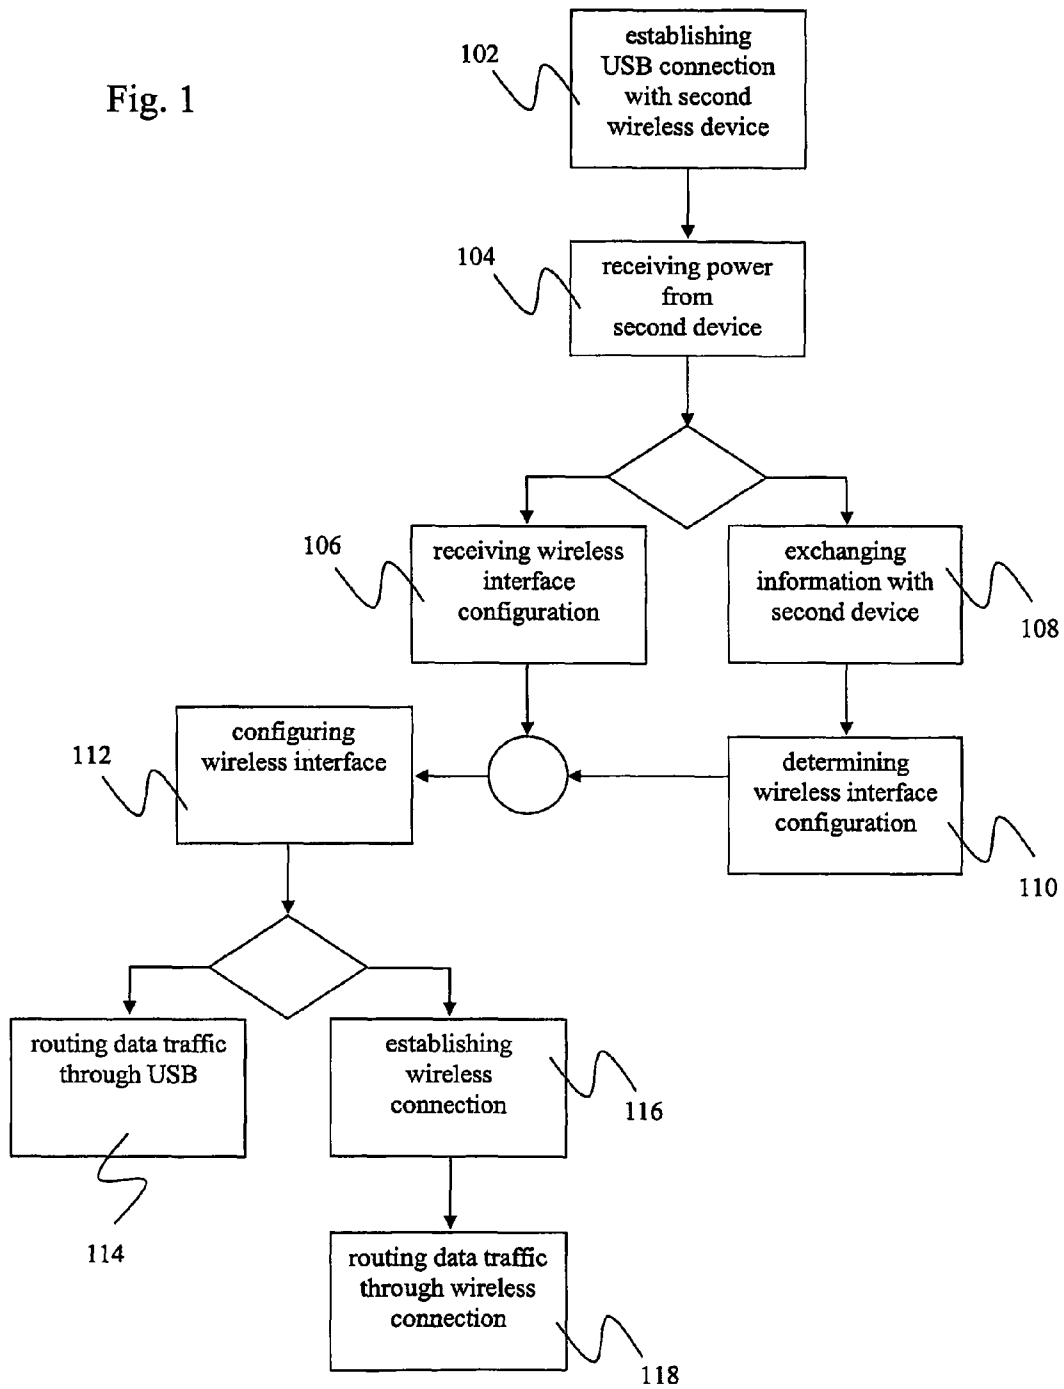 Fig. 1
102
establishing
USB connection
with second
wireless device
104
receiving power
from
second device
106
receiving wireless
interface
configuration
exchanging
information with
second device
108
112
configuring
wireless interface
determining
wireless interface
configuration
110
routing data traffic
through USB
114
establishing
wireless
connection
116
routing data traffic
through wireless
connection
118